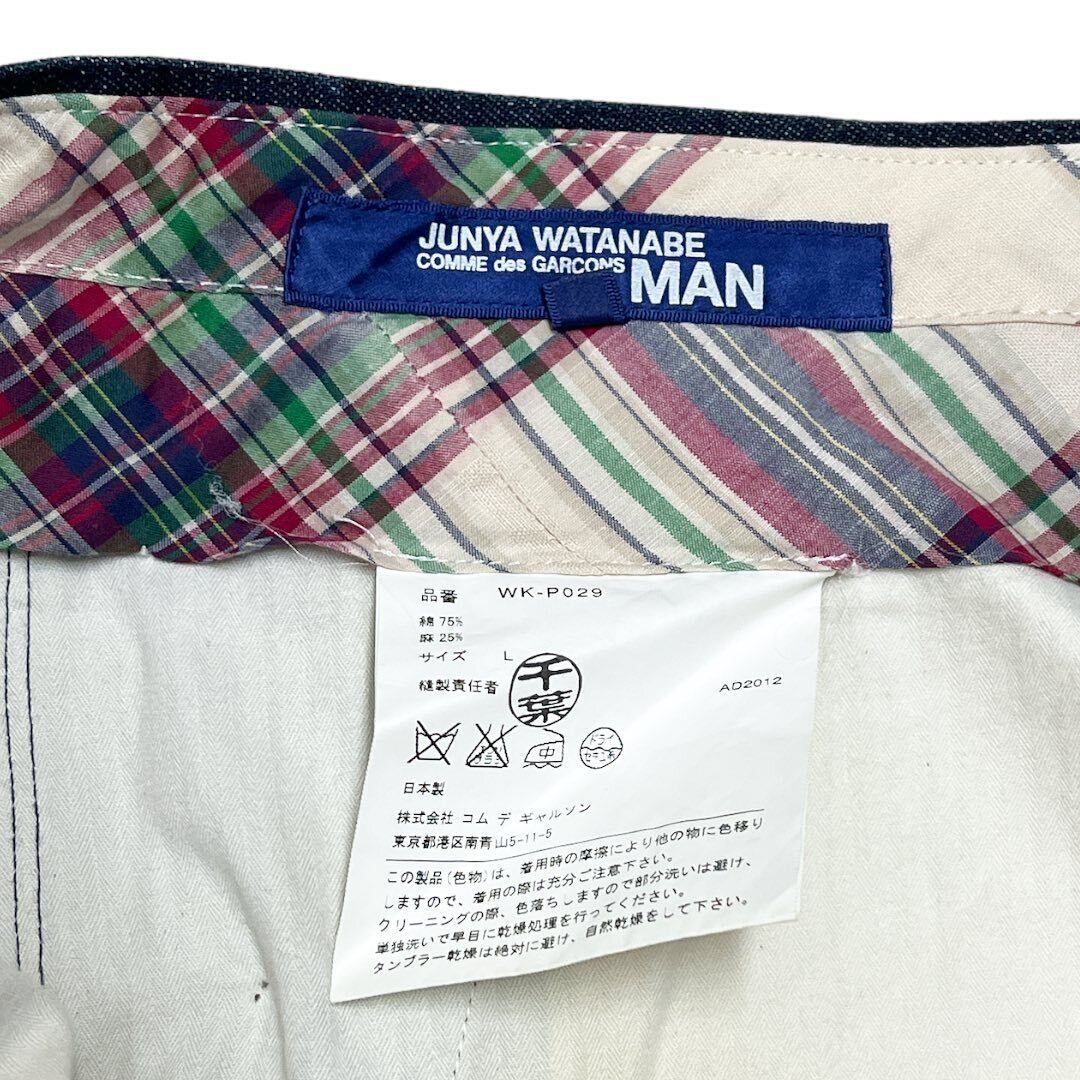 JUNYA WATANABE
COMME des GARCONS MAN
品番 WK-P029
綿 75%
麻 25%
サイズ L
縫製責任者 千葉 AD2012
中 ドライ セキユ系
日本製
株式会社 コム デ ギャルソン
東京都港区南青山5-11-5
この製品(色物)は、着用時の摩擦により他の物に色移り
しますので、着用の際は充分ご注意下さい。
クリーニングの際、色落ちしますので部分洗いは避け、
単独洗いで早目に乾燥処理を行ってください。
タンブラー乾燥は絶対に避け、自然乾燥をして下さい。